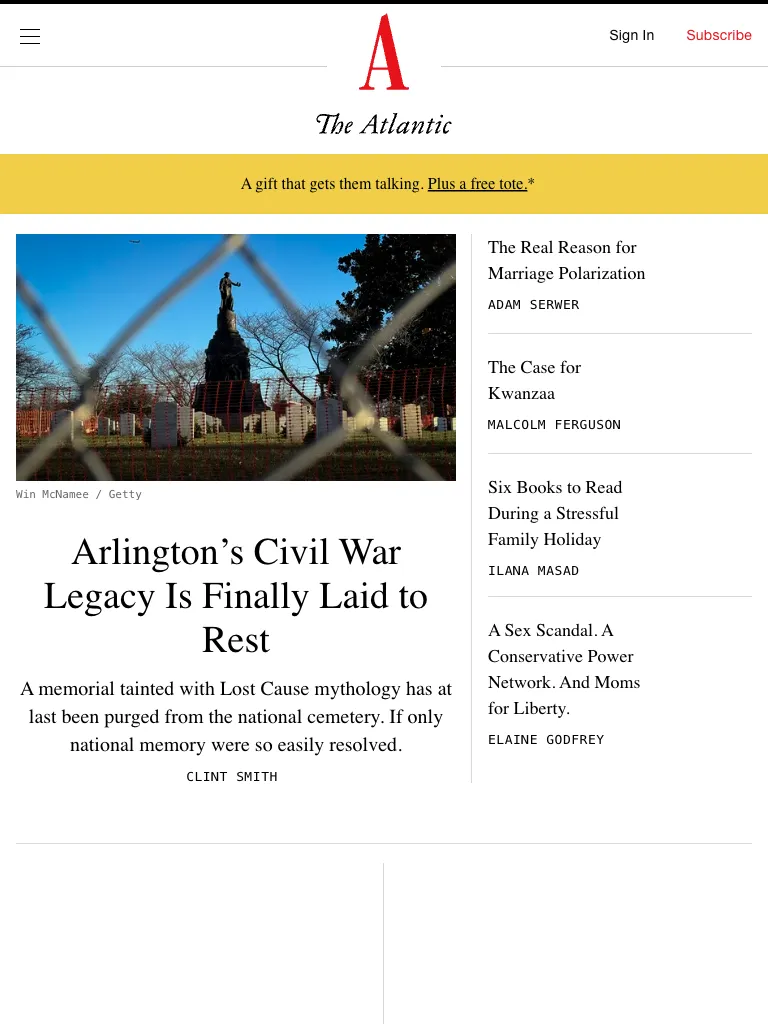 Sign In
Subscribe
A
The Atlantic
A gift that gets them talking. Plus a free tote.*
Win McNamee / Getty
Arlington’s Civil War
Legacy Is Finally Laid to
Rest
A memorial tainted with Lost Cause mythology has at
last been purged from the national cemetery. If only
national memory were so easily resolved.
CLINT SMITH
The Real Reason for
Marriage Polarization
ADAM SERWER
The Case for
Kwanzaa
MALCOLM FERGUSON
Six Books to Read
During a Stressful
Family Holiday
ILANA MASAD
A Sex Scandal. A
Conservative Power
Network. And Moms
for Liberty.
ELAINE GODFREY